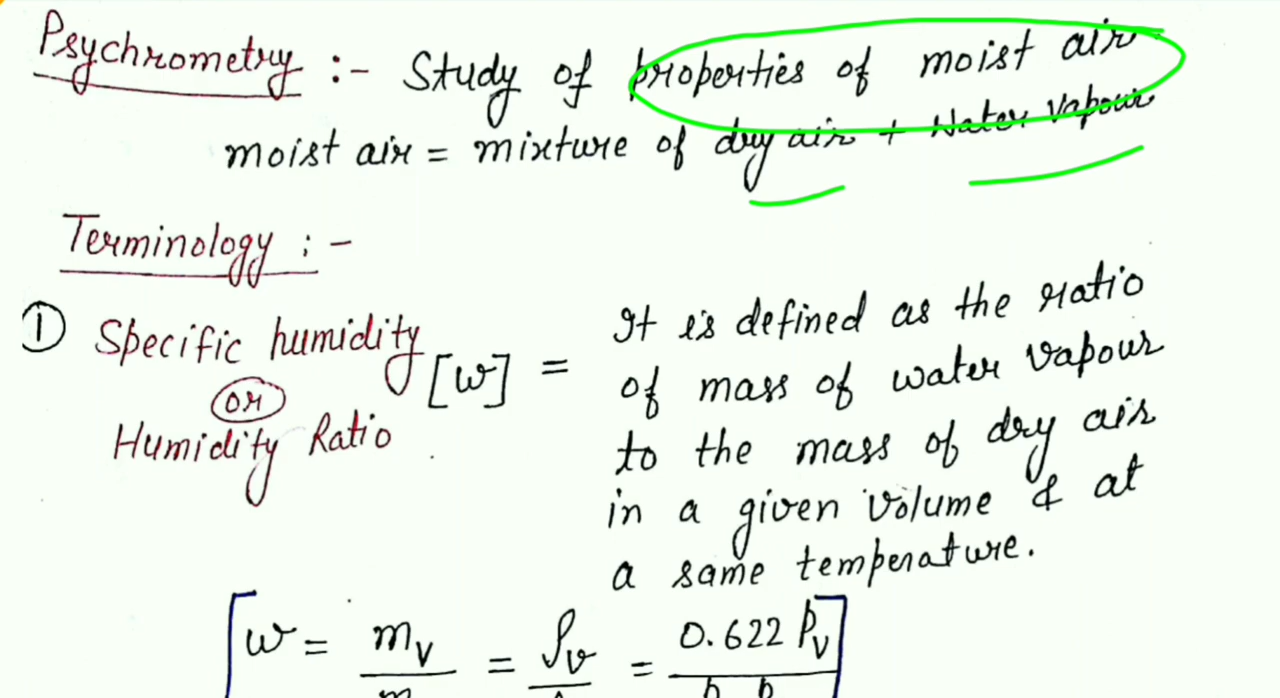 Psychrometry :- Study of properties of moist air
moist air = mixture of dry air + Water Vapour
Terminology :-
① Specific humidity
(or)
Humidity Ratio
[w] =
It is defined as the ratio
of mass of water vapour
to the mass of dry air
in a given volume & at
a same temperature.
[w = mv = ρv = 0.622 Pv]